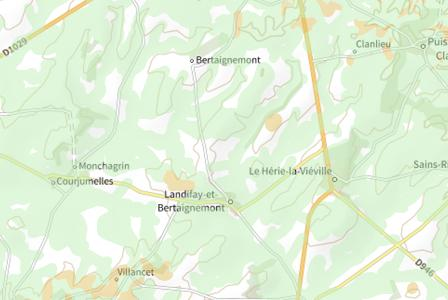 D1029
Clanlieu
Puis
Cla
Bertaignemont
Monchagrin
Courjumelles
Le Hérie-la-Viéville
Sains-R
Landifay-et-
Bertaignemont
Villancet
D946